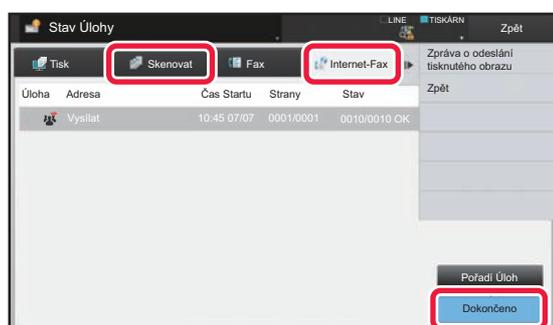 Stav Úlohy
LINE
TISKÁRN
Zpět
Tisk
Skenovat
Fax
Internet-Fax
Zpráva o odeslání
tisknutého obrazu
Zpět
Úloha Adresa Čas Startu Strany Stav
Vysílat 10:45 07/07 0001/0001 0010/0010 OK
Pořadí Úloh
Dokončeno